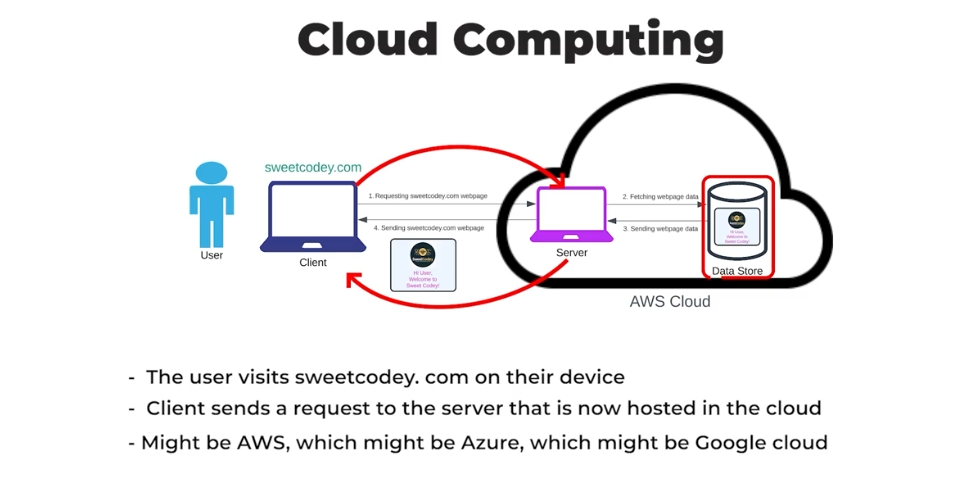 Cloud Computing
sweetcodey.com
1. Requesting sweetcodey.com webpage
2. Fetching webpage data
4. Sending sweetcodey.com webpage
3. Sending webpage data
User
Client
Server
Data Store
SweetCodey
Hi User,
Welcome to
Sweet Codey!
Hi User,
Welcome to
Sweet Codey!
AWS Cloud
- The user visits sweetcodey. com on their device
- Client sends a request to the server that is now hosted in the cloud
- Might be AWS, which might be Azure, which might be Google cloud